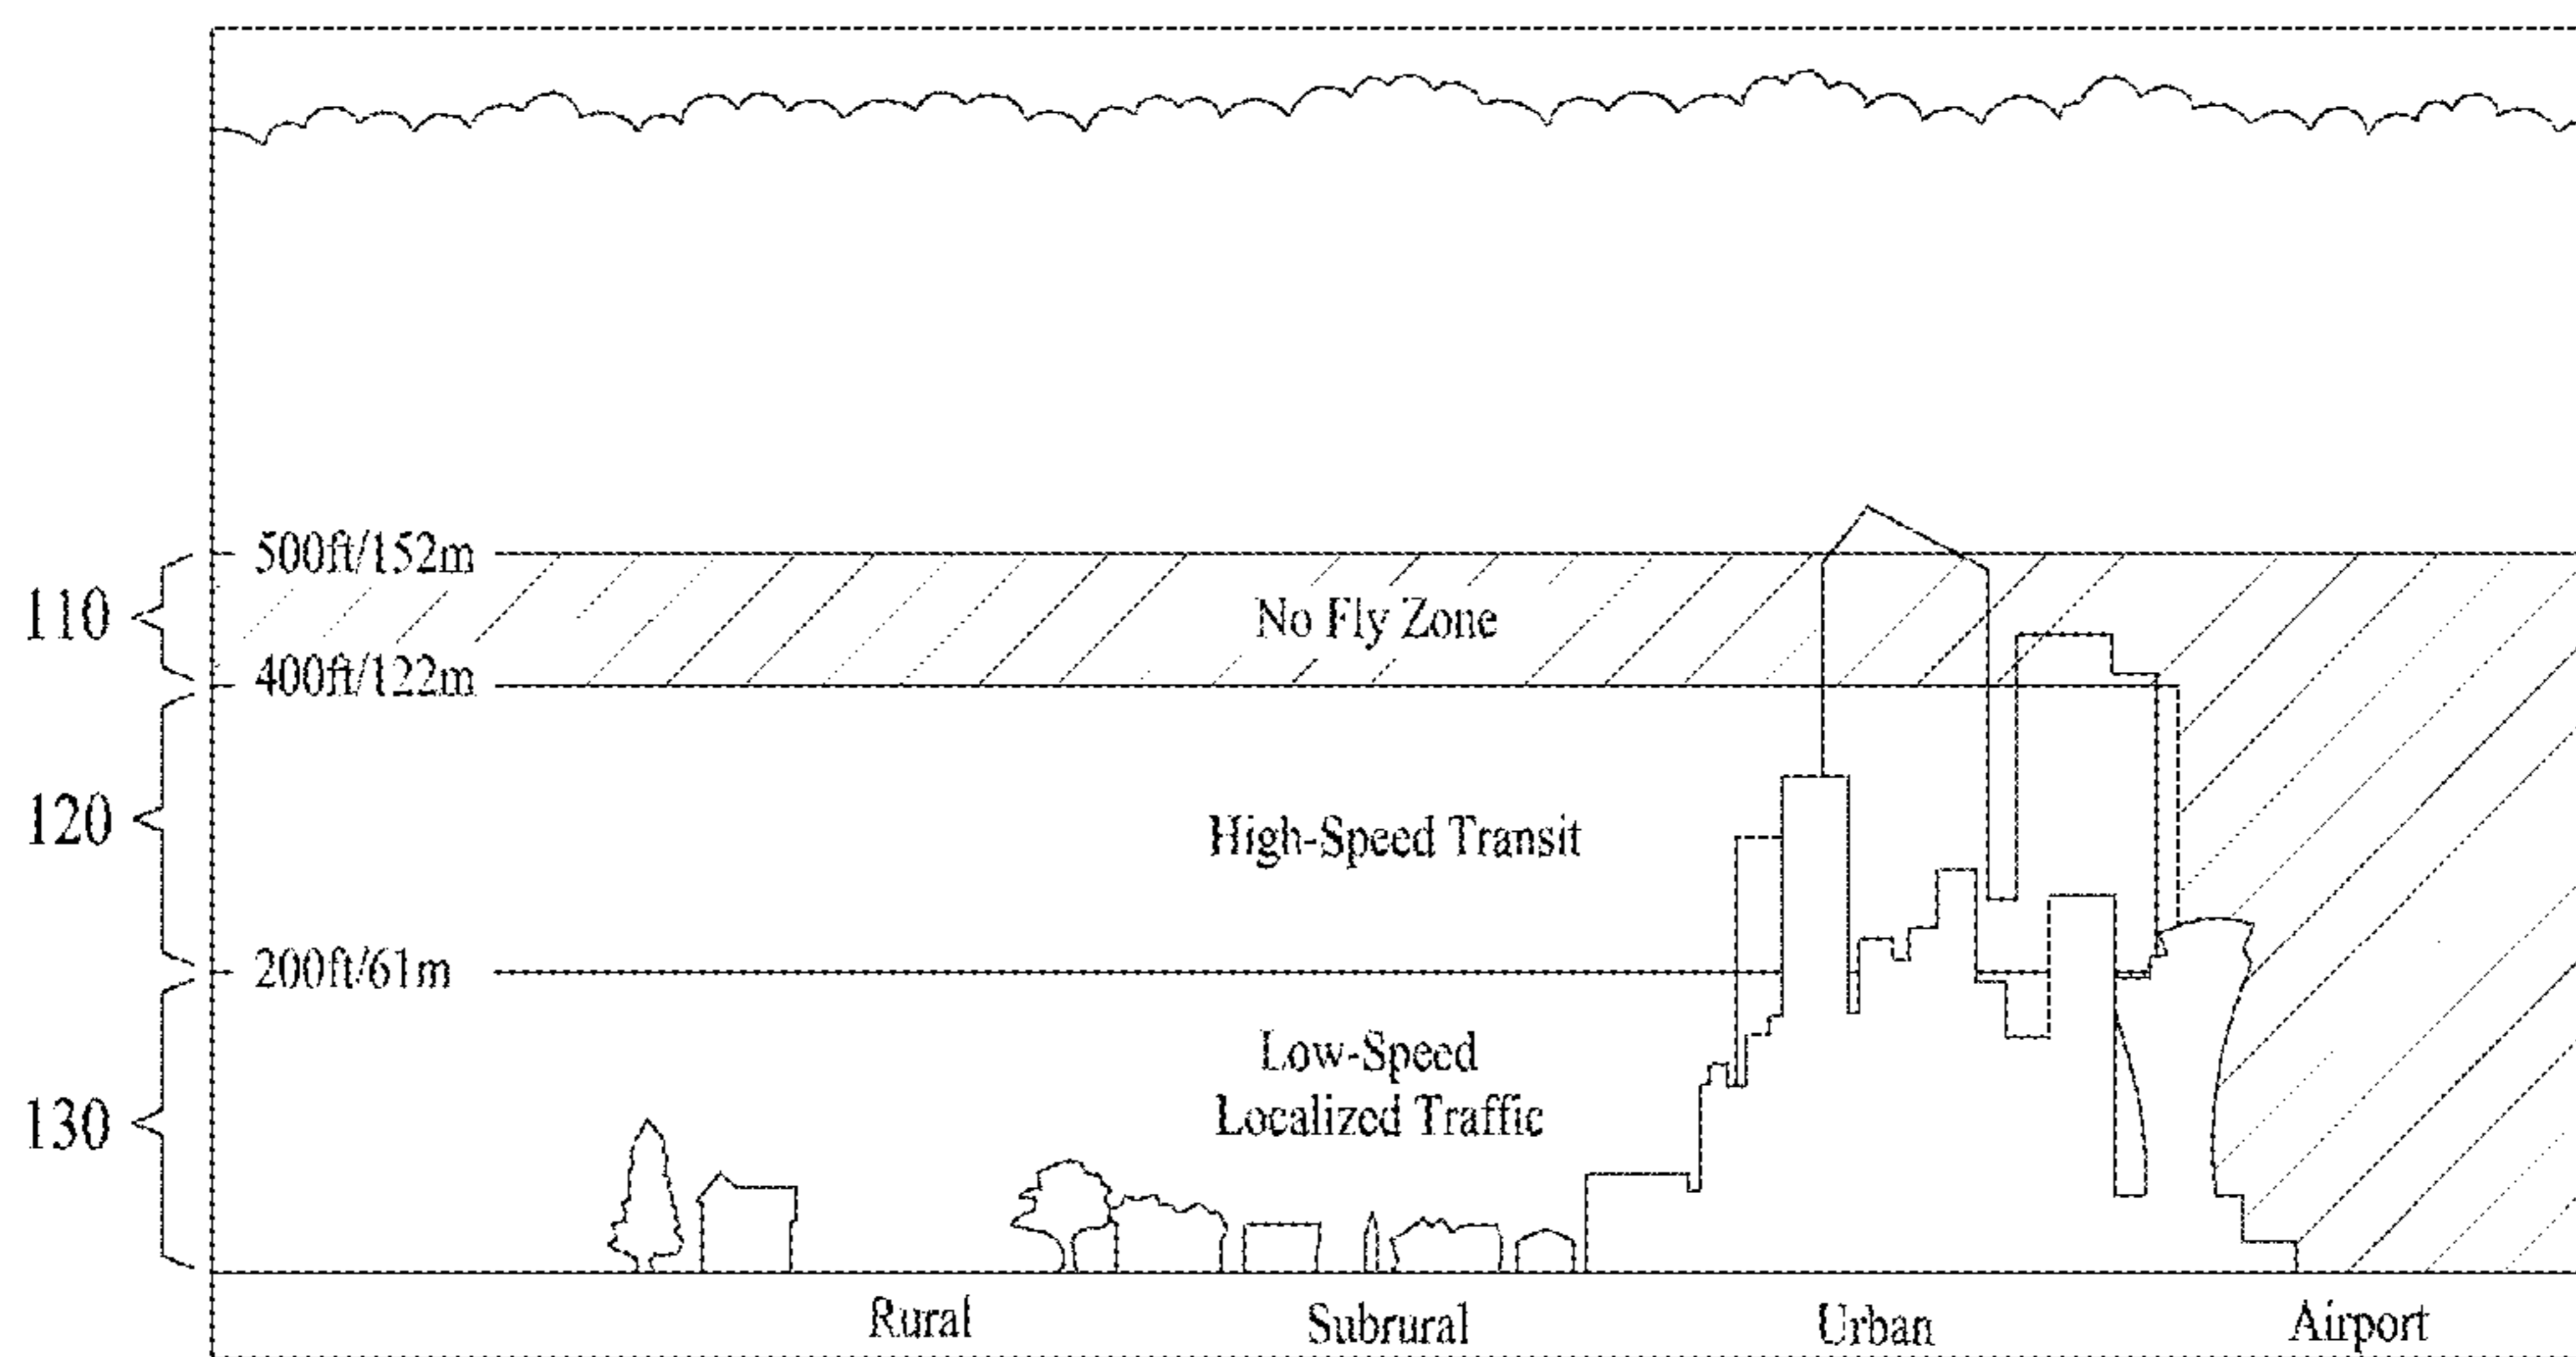 500ft/152m
110
No Fly Zone
400ft/122m
120
High-Speed Transit
200ft/61m
130
Low-Speed
Localized Traffic
Rural
Subrural
Urban
Airport